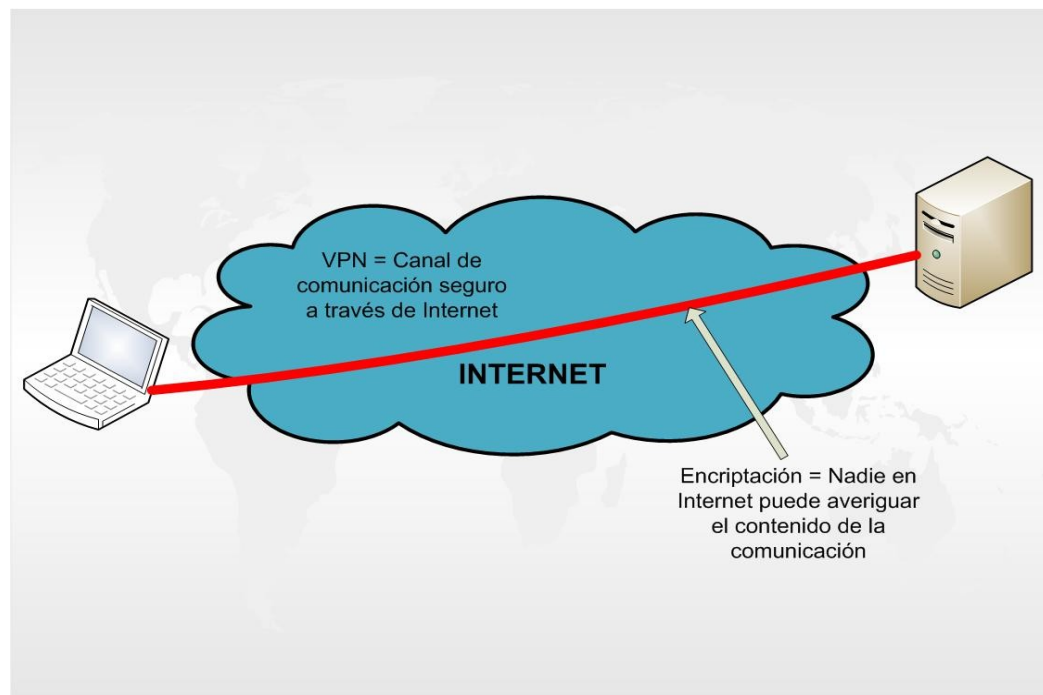 VPN = Canal de
comunicación seguro
a través de Internet
INTERNET
Encriptación = Nadie en
Internet puede averiguar
el contenido de la
comunicación